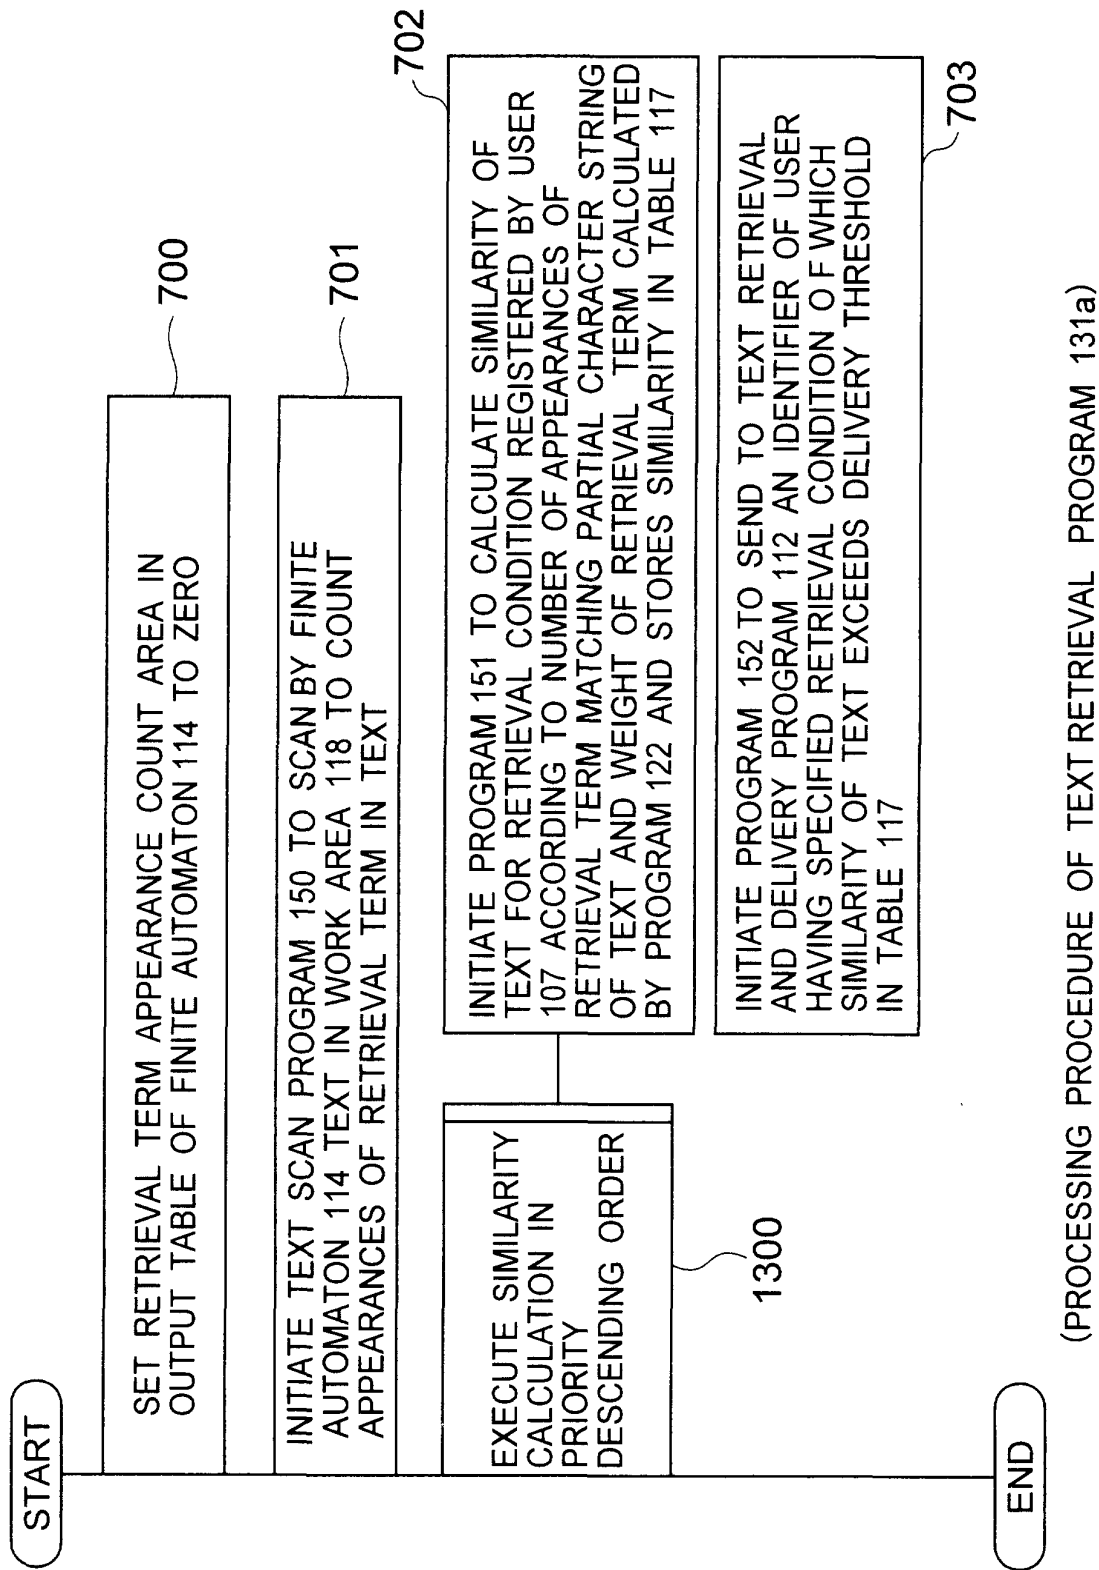 START
SET RETRIEVAL TERM APPEARANCE COUNT AREA IN
OUTPUT TABLE OF FINITE AUTOMATON 114 TO ZERO
700
INITIATE TEXT SCAN PROGRAM 150 TO SCAN BY FINITE
AUTOMATON 114 TEXT IN WORK AREA 118 TO COUNT
APPEARANCES OF RETRIEVAL TERM IN TEXT
701
EXECUTE SIMILARITY
CALCULATION IN
PRIORITY
DESCENDING ORDER
1300
INITIATE PROGRAM 151 TO CALCULATE SIMILARITY OF
TEXT FOR RETRIEVAL CONDITION REGISTERED BY USER
107 ACCORDING TO NUMBER OF APPEARANCES OF
RETRIEVAL TERM MATCHING PARTIAL CHARACTER STRING
OF TEXT AND WEIGHT OF RETRIEVAL TERM CALCULATED
BY PROGRAM 122 AND STORES SIMILARITY IN TABLE 117
702
INITIATE PROGRAM 152 TO SEND TO TEXT RETRIEVAL
AND DELIVERY PROGRAM 112 AN IDENTIFIER OF USER
HAVING SPECIFIED RETRIEVAL CONDITION OF WHICH
SIMILARITY OF TEXT EXCEEDS DELIVERY THRESHOLD
IN TABLE 117
703
END
(PROCESSING PROCEDURE OF TEXT RETRIEVAL PROGRAM 131a)